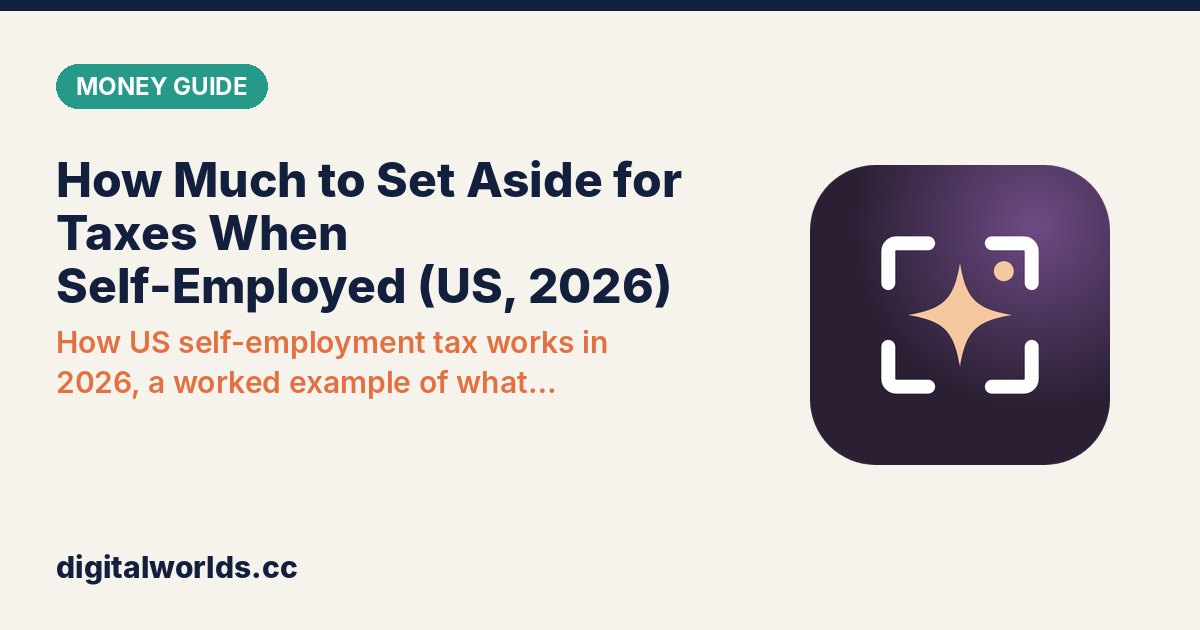 MONEY GUIDE
How Much to Set Aside for
Taxes When
Self-Employed (US, 2026)
How US self-employment tax works in
2026, a worked example of what...
digitalworlds.cc